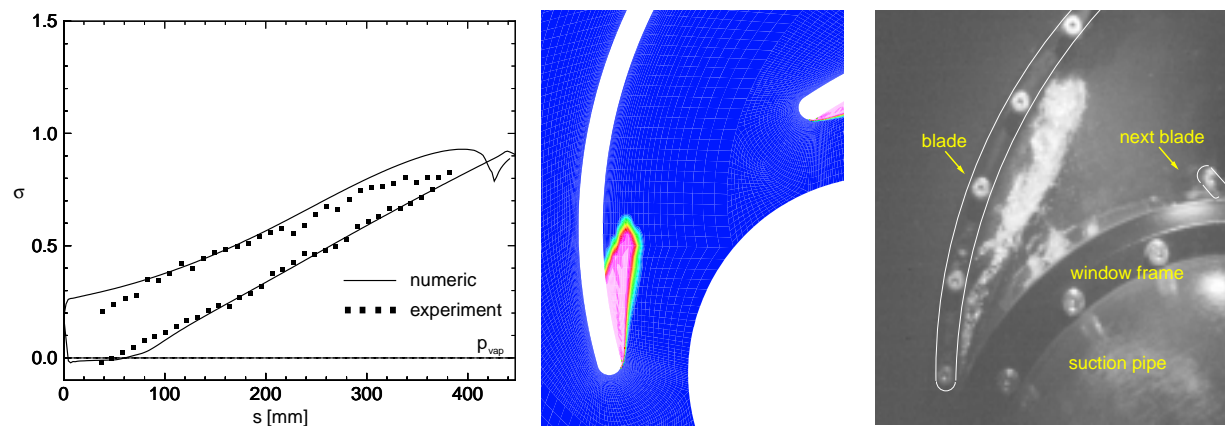 1.5
1.0
σ
0.5
0.0
numeric
experiment
p_vap
0
100
200
300
400
s [mm]
blade
next blade
window frame
suction pipe